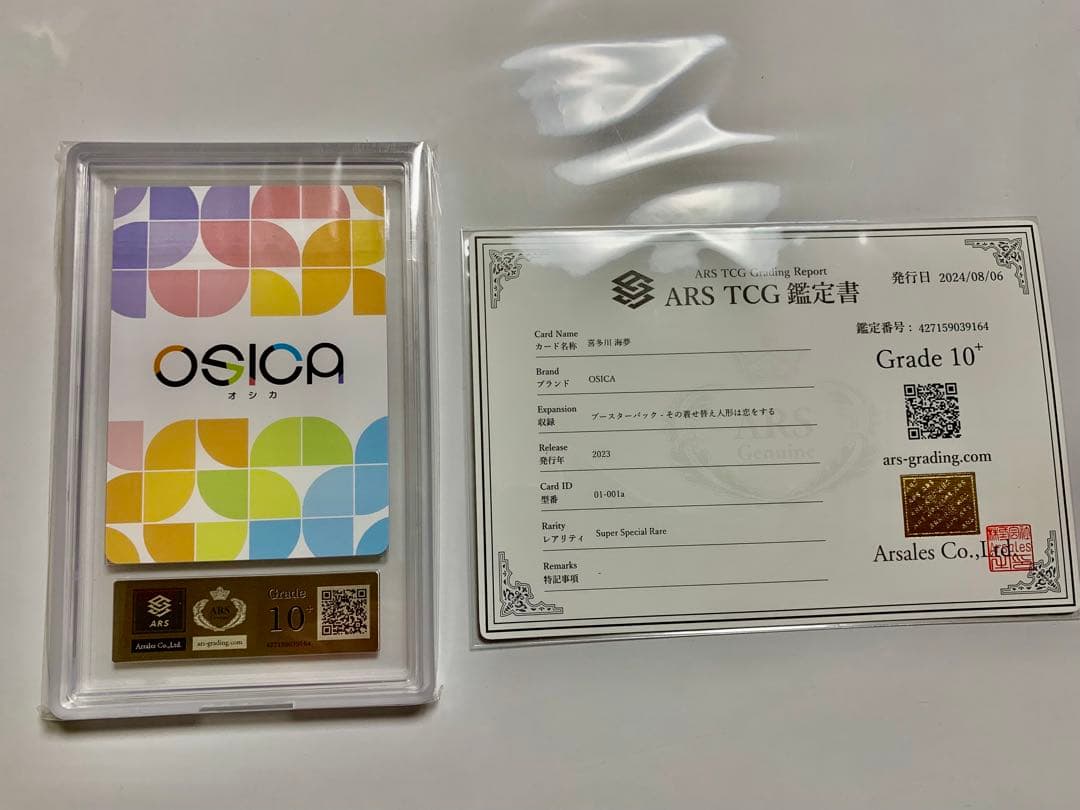 OSICA
オシカ
ARS
Arsales Co.,Ltd.
ARS
ars-grading.com
Grade
10+
427159039164
ARS TCG Grading Report
ARS TCG 鑑定書
発行日 2024/08/06
鑑定番号：427159039164
Grade 10+
Card Name
カード名称 喜多川 海夢
Brand
ブランド OSICA
Expansion
収録 ブースターパック - その着せ替え人形は恋をする
Release
発行年 2023
Card ID
型番 01-001a
Rarity
レアリティ Super Special Rare
Remarks
特記事項 -
ARS
Genuine
ars-grading.com
Arsales Co.,Ltd.